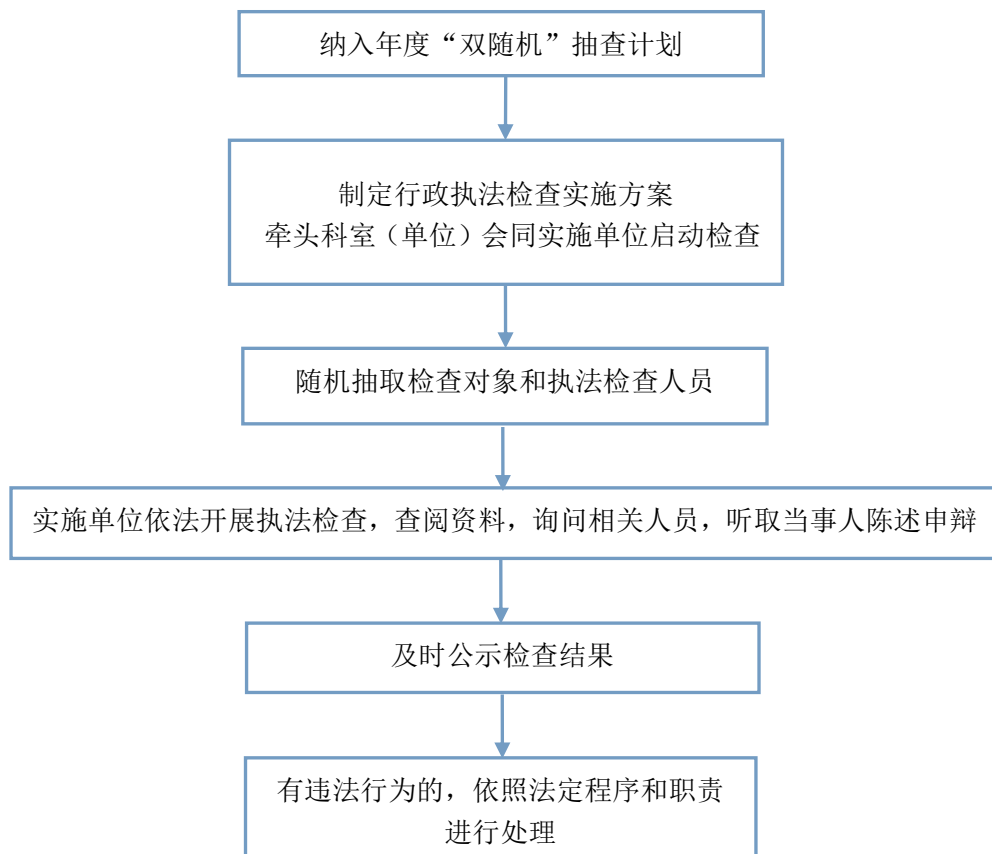 纳入年度“双随机”抽查计划
制定行政执法检查实施方案
牵头科室（单位）会同实施单位启动检查
随机抽取检查对象和执法检查人员
实施单位依法开展执法检查，查阅资料，询问相关人员，听取当事人陈述申辩
及时公示检查结果
有违法行为的，依照法定程序和职责
进行处理